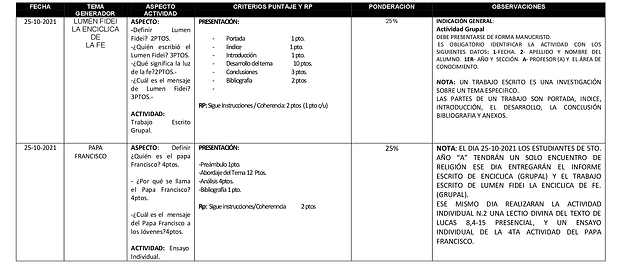 FECHA
TEMA GENERADOR
ASPECTO ACTIVIDAD
CRITERIOS PUNTAJE Y RP
PONDERACIÓN
OBSERVACIONES
25-10-2021
LUMEN FIDEI
LA ENCICLICA
DE
LA FE
ASPECTO:
-Definir Lumen
Fidei? 2PTOS.
-¿Quién escribió el
Lumen Fidei? 3PTOS.
-¿Qué significa la luz
de la fe?2PTOS.-
-¿Cuál es el mensaje
de Lumen Fidei?
3PTOS.-
ACTIVIDAD:
Trabajo Escrito
Grupal.
PRESENTACIÓN:
- Portada 1 pto.
- Iindice 1 pto.
- Introducción 1 pto.
- Desarrollo del tema 10 ptos.
- Conclusiones 3 ptos.
- Bibliografia 2 ptos
-
RP: Sigue Instrucciones / Coherencia: 2 ptos (1 pto c/u)
25%
INDICACIÓN GENERAL:
Actividad Grupal
DEBE PRESENTARSE DE FORMA MANUCRISTO.
ES OBLIGATORIO IDENTIFICAR LA ACTIVIDAD CON LOS
SIGUIENTES DATOS: 1-FECHA. 2- APELLIDO Y NOMBRE DEL
ALUMNO. 1ER- AÑO Y SECCIÓN. A- PROFESOR (A) Y EL ÁREA DE
CONOCIMIENTO.
NOTA: UN TRABAJO ESCRITO ES UNA INVESTIGACIÓN
SOBRE UN TEMA ESPECIFICO.
LAS PARTES DE UN TRABAJO SON PORTADA, INDICE,
INTRODUCCIÓN, EL DESARROLLO, LA CONCLUSIÓN
BIBLIOGRAFIA Y ANEXOS.
25-10-2021
PAPA
FRANCISCO
ASPECTO: Definir
¿Quién es el papa
Francisco? 4ptos.
- ¿Por qué se llama
el Papa Francisco?
4ptos.
-¿Cuál es el mensaje
del Papa Francisco a
los Jóvenes?4ptos.
ACTIVIDAD: Ensayo
Individual.
PRESENTACIÓN:
-Preámbulo 1pto.
-Abordaje del Tema 12 Ptos.
-Análisis 4ptos.
-Bibliografía 1 pto.
Rp: Sigue instrucciones/Coherenncia 2 ptos
25%
NOTA: EL DIA 25-10-2021 LOS ESTUDIANTES DE 5TO.
AÑO “A” TENDRÁN UN SOLO ENCUENTRO DE
RELIGIÓN ESE DIA ENTREGARÁN EL INFORME
ESCRITO DE ENCICLICA (GRUPAL) Y EL TRABAJO
ESCRITO DE LUMEN FIDEI LA ENCICLICA DE FE.
(GRUPAL).
ESE MISMO DIA REALIZARAN LA ACTIVIDAD
INDIVIDUAL N.2 UNA LECTIO DIVINA DEL TEXTO DE
LUCAS 8,4-15 PRESENCIAL, Y UN ENSAYO
INDIVIDUAL DE LA 4TA ACTIVIDAD DEL PAPA
FRANCISCO.